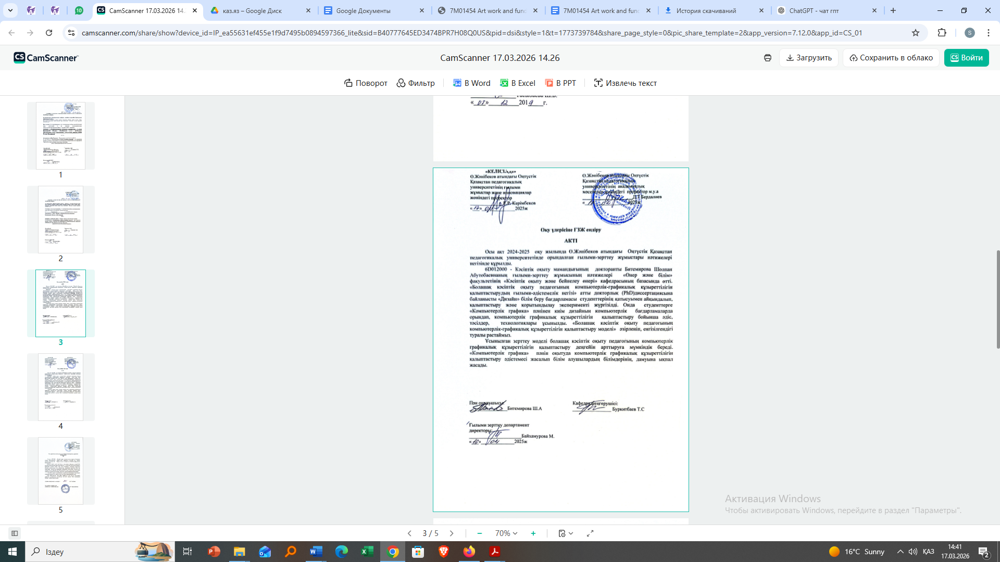 CamScanner 17.03.2026 14.
каз.яз – Google Диск
Google Документы
7M01454 Art work and func
7M01454 Art work and func
История скачиваний
ChatGPT - чат гпт
camscanner.com/share/show?device_id=IP_ea55631ef455e1f9d7495b0894597366_lite&sid=B40777645ED3474BPR7H08Q0US&pid=dsi&style=1&t=1773739784&share_page_style=0&pic_share_template=2&app_version=7.12.0&app_id=CS_01
S
CS CamScanner
CamScanner 17.03.2026 14.26
Загрузить
Сохранить в облако
CS Войти
Поворот
Фильтр
В Word
В Excel
В PPT
Извлечь текст
1
2
3
4
5
«07» 12 2019 г.
«КЕЛІСІЛДІ»
Ө.Жәнібеков атындағы Оңтүстік
Қазақстан педагогикалық
университетінің ғылыми
жұмыстар және инновациялар
жөніндегі проректор
Керімбеков
2025ж
Ө.Жәнібеков атындағы Оңтүстік
Қазақстан педагогикалық
университетінің академиялық
мәселелер жөніндегі проректор м.у.а
Бердалиев
2025ж
Оқу үдерісіне ҒЗЖ ендіру
АКТІ
Осы акт 2024-2025 оқу жылында Ө.Жәнібеков атындағы Оңтүстік Қазақстан
педагогикалық университетінде орындалған ғылыми-зерттеу жұмыстары нәтижелері
негізінде құрылды.
6D012000 - Кәсіптік оқыту мамандығының докторанты Битемирова Шолпан
Абутобаевнаның ғылыми-зерттеу жұмысының нәтижелері «Өнер және білім»
факультетінің «Кәсіптік оқыту және бейнелеу өнері» кафедрасының базасында өтті.
«Болашақ кәсіптік оқыту педагогының компьютерлік-графикалық құзыреттілігін
қалыптастырудың ғылыми-әдістемелік негізі» атты докторлық (PhD)диссертациясына
байланысты «Дизайн» білім беру бағдарламасы студенттерінің қатысуымен айқындалып,
қалыптастыру және қорытындылау эксперименті жүргізілді. Онда студенттерге
«Компьютерлік графика» пәнінен киім дизайнын компьютерлік бағдарламаларда
орындап, компьютерлік графикалық құзыреттілігін қалыптастыру бойынша әдіс,
тәсілдер, технологиялары ұсынылды. «Болашақ кәсіптік оқыту педагогының
компьютерлік-графикалық құзыреттілігін қалыптастыру моделі» әзірленіп, енгізілгендігі
туралы растаймыз.
Ұсынылған зерттеу моделі болашақ кәсіптік оқыту педагогының компьютерлік
графикалық құзыреттілігін қалыптастыру деңгейін арттыруға мүмкіндік береді.
«Компьютерлік графика» пәнін оқытуда компьютерлік графикалық құзыреттілігін
қалыптастыру әдістемесі жасалып білім алушылардың білімдерінің, дамуына ықпал
жасады.
Пән оқытушысы:
Битемирова Ш.А
Кафедра меңгерушісі:
Буркитбаев Т.С
Ғылыми зерттеу департамент
директоры:
Байхамурова М.
«16» 04 2025ж
Активация Windows
Чтобы активировать Windows, перейдите в раздел "Параметры".
3 / 5
70%
Іздеу
16°C Sunny
ҚАЗ
14:41
17.03.2026
2